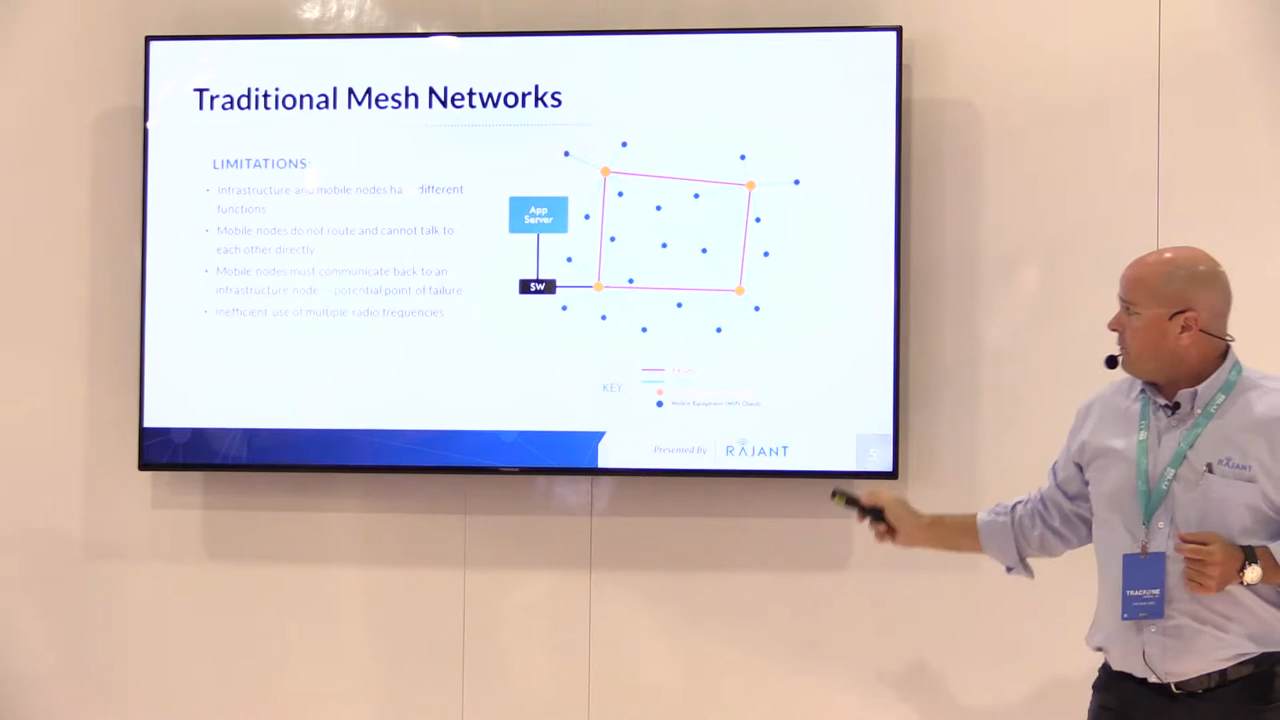 Traditional Mesh Networks
LIMITATIONS:
• Infrastructure and mobile nodes ha different
functions
• Mobile nodes do not route and cannot talk to
each other directly
• Mobile nodes must communicate back to an
infrastructure node – potential point of failure
• Inefficient use of multiple radio frequencies
App
Server
SW
KEY
Presented By
RAJANT
5
RAJANT